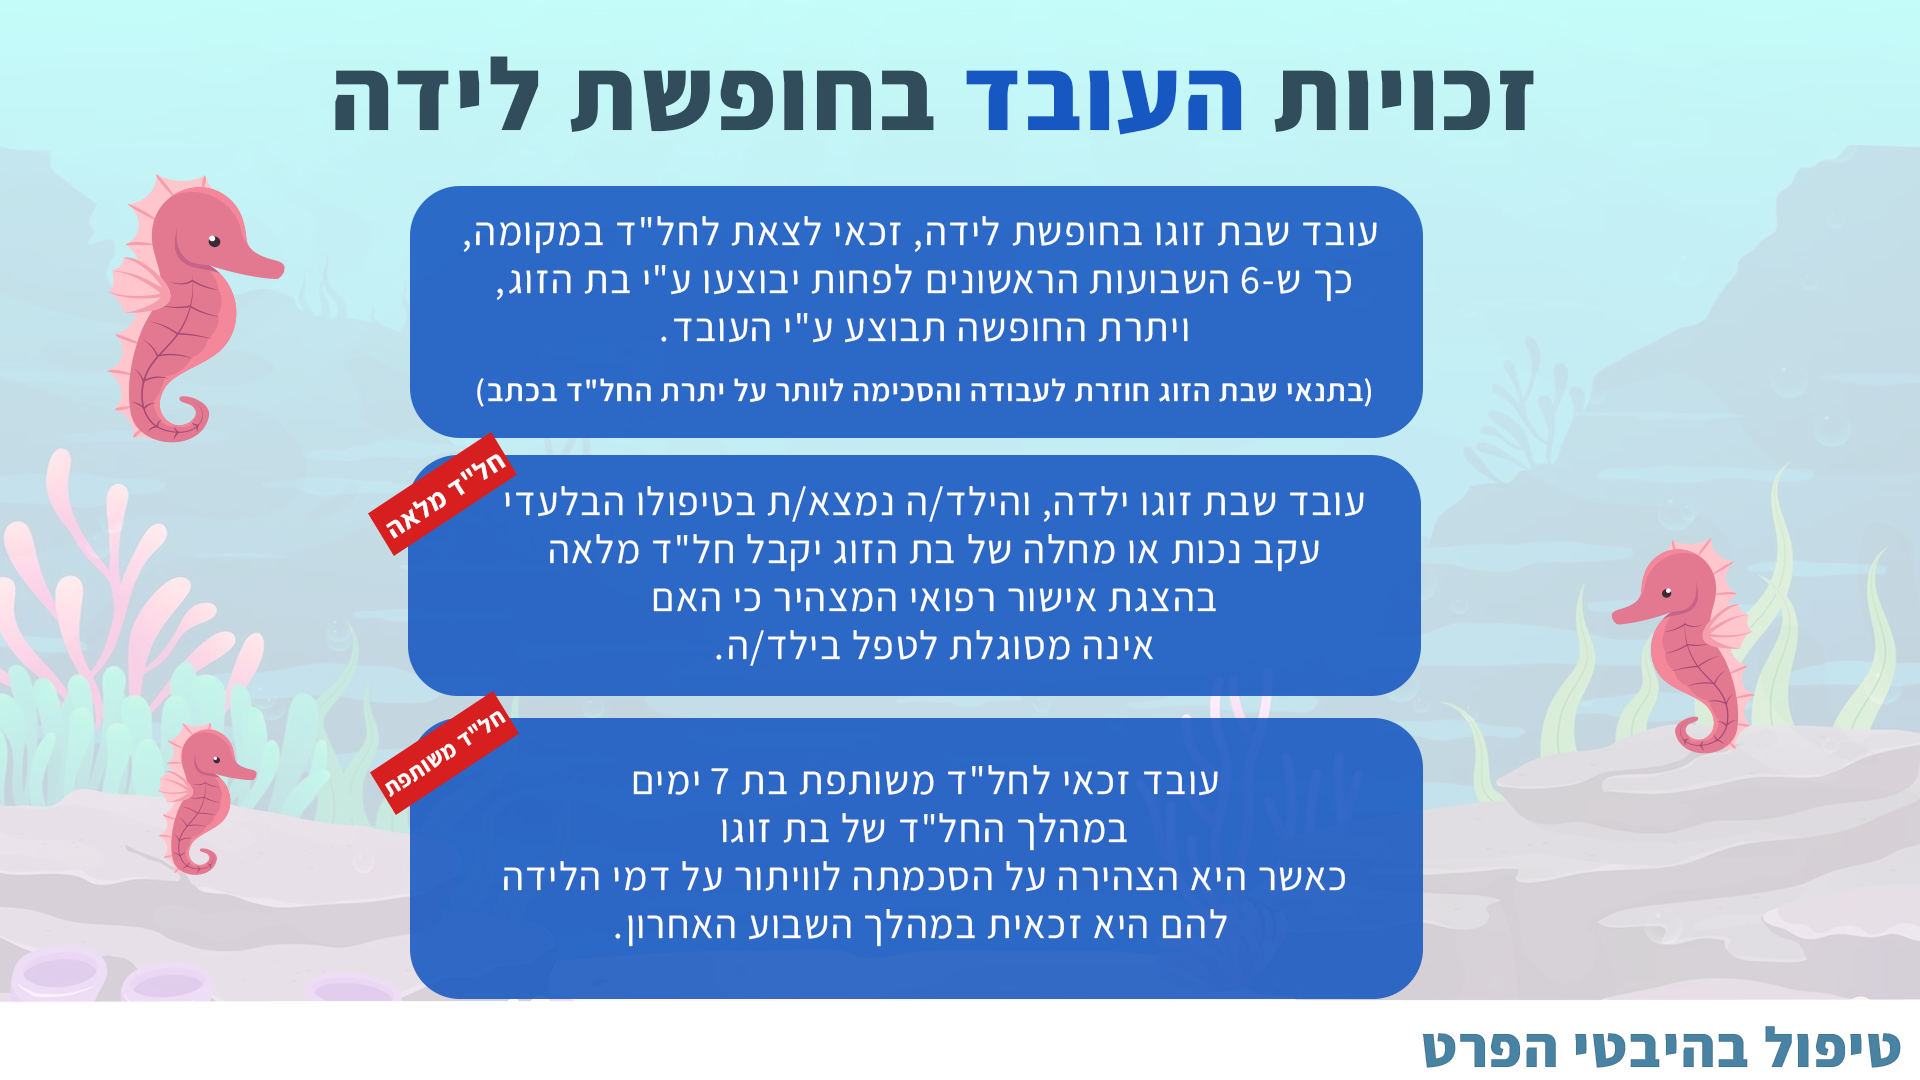 זכויות העובד בחופשת לידה
עובד שבת זוגו בחופשת לידה, זכאי לצאת לחל"ד במקומה,
כך ש-6 השבועות הראשונים לפחות יבוצעו ע"י בת הזוג,
ויתרת החופשה תבוצע ע"י העובד.
(בתנאי שבת הזוג חוזרת לעבודה והסכימה לוותר על יתרת החל"ד בכתב)
חל"ד מלאה
עובד שבת זוגו ילדה, והילד/ה נמצא/ת בטיפולו הבלעדי
עקב נכות או מחלה של בת הזוג יקבל חל"ד מלאה
בהצגת אישור רפואי המצהיר כי האם
אינה מסוגלת לטפל בילד/ה.
חל"ד משותפת
עובד זכאי לחל"ד משותפת בת 7 ימים
במהלך החל"ד של בת זוגו
כאשר היא הצהירה על הסכמתה לוויתור על דמי הלידה
להם היא זכאית במהלך השבוע האחרון.
טיפול בהיבטי הפרט